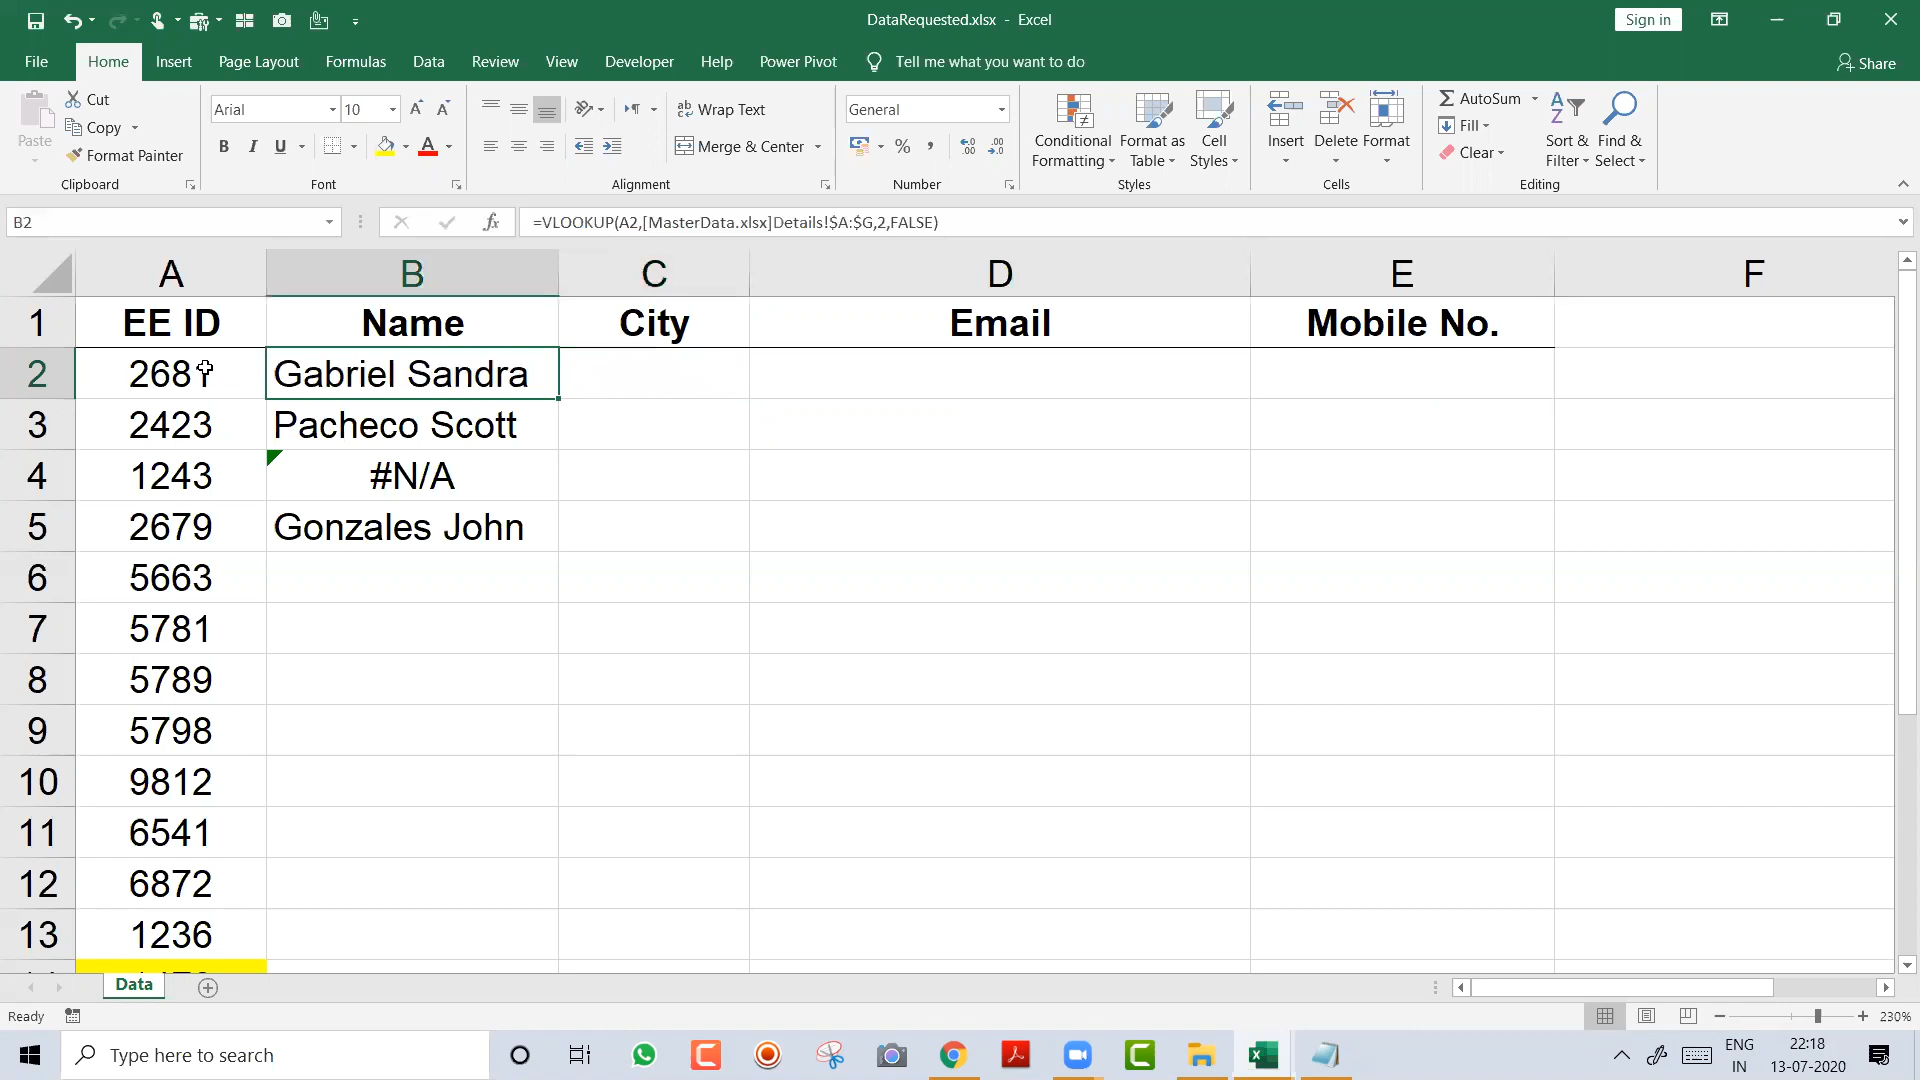 DataRequested.xlsx - Excel
Sign in
File Home Insert Page Layout Formulas Data Review View Developer Help Power Pivot Tell me what you want to do Share
Paste
Cut
Copy
Format Painter
Clipboard
Arial 10
B I U A
Font
Wrap Text
Merge & Center
Alignment
General
% ,
Number
Conditional Formatting
Format as Table
Cell Styles
Styles
Insert Delete Format
Cells
AutoSum
Fill
Clear
Sort & Filter
Find & Select
Editing
B2 fx =VLOOKUP(A2,[MasterData.xlsx]Details!$A:$G,2,FALSE)
A B C D E F
1 EE ID Name City Email Mobile No.
2 2681 Gabriel Sandra
3 2423 Pacheco Scott
4 1243 #N/A
5 2679 Gonzales John
6 5663
7 5781
8 5789
9 5798
10 9812
11 6541
12 6872
13 1236
Data
Ready 230%
Type here to search
ENG 22:18
IN 13-07-2020